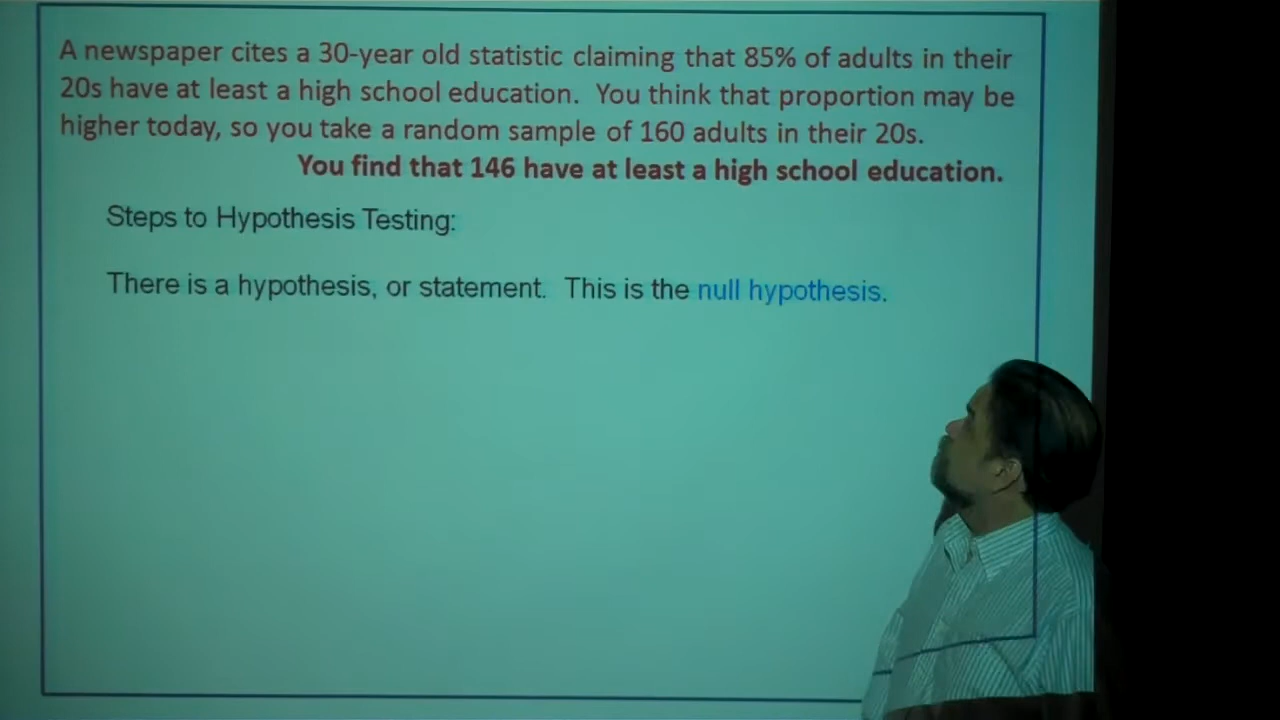 A newspaper cites a 30-year old statistic claiming that 85% of adults in their
20s have at least a high school education. You think that proportion may be
higher today, so you take a random sample of 160 adults in their 20s.
You find that 146 have at least a high school education.
Steps to Hypothesis Testing:
There is a hypothesis, or statement. This is the null hypothesis.